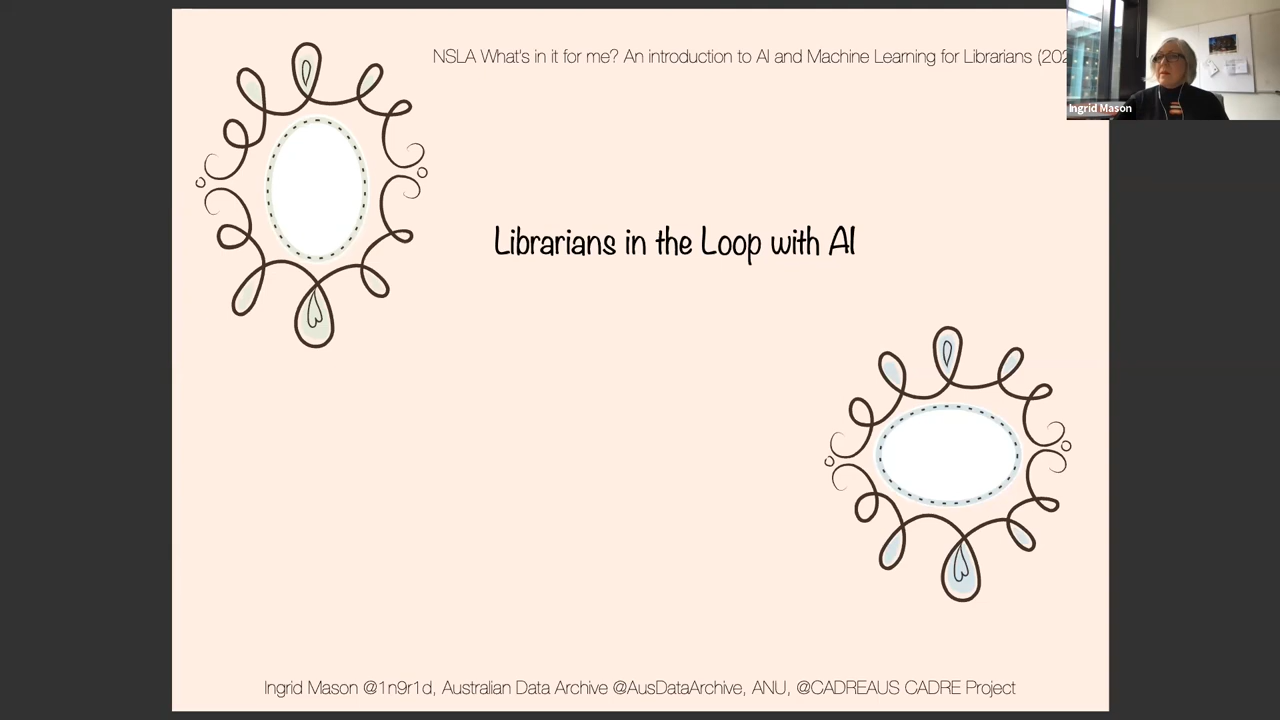 NSLA What's in it for me? An introduction to AI and Machine Learning for Librarians
Ingrid Mason
Librarians in the Loop with AI
Ingrid Mason @1n9r1d, Australian Data Archive @AusDataArchive, ANU, @CADREAUS CADRE Project